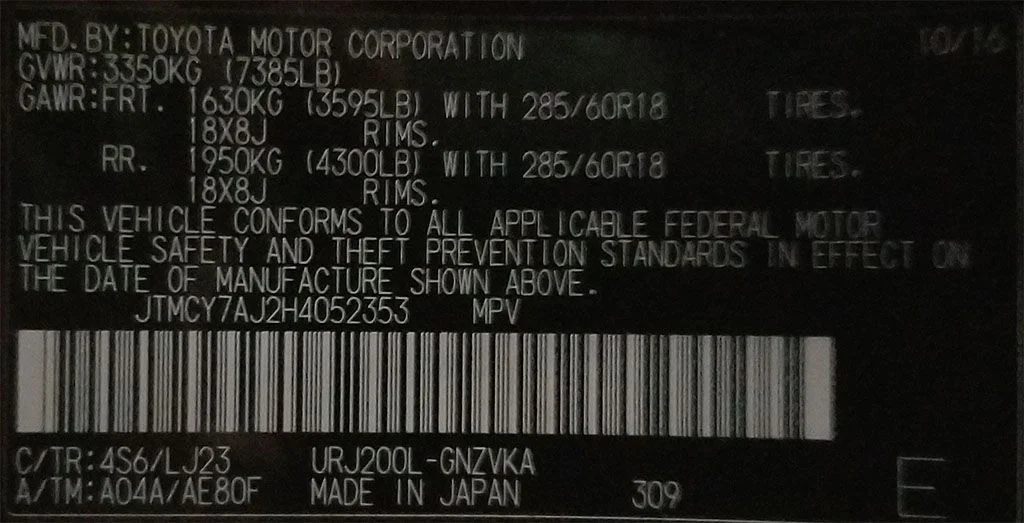 MFD.BY:TOYOTA MOTOR CORPORATION 10/16
GVWR:3350KG (7385LB)
GAWR:FRT. 1630KG (3595LB) WITH 285/60R18 TIRES.
18X8J RIMS.
RR. 1950KG (4300LB) WITH 285/60R18 TIRES.
18X8J RIMS.
THIS VEHICLE CONFORMS TO ALL APPLICABLE FEDERAL MOTOR
VEHICLE SAFETY AND THEFT PREVENTION STANDARDS IN EFFECT ON
THE DATE OF MANUFACTURE SHOWN ABOVE.
JTMCY7AJ2H4052353 MPV
C/TR:4S6/LJ23 URJ200L-GNZVKA
A/TM:A04A/AE80F MADE IN JAPAN 309 E